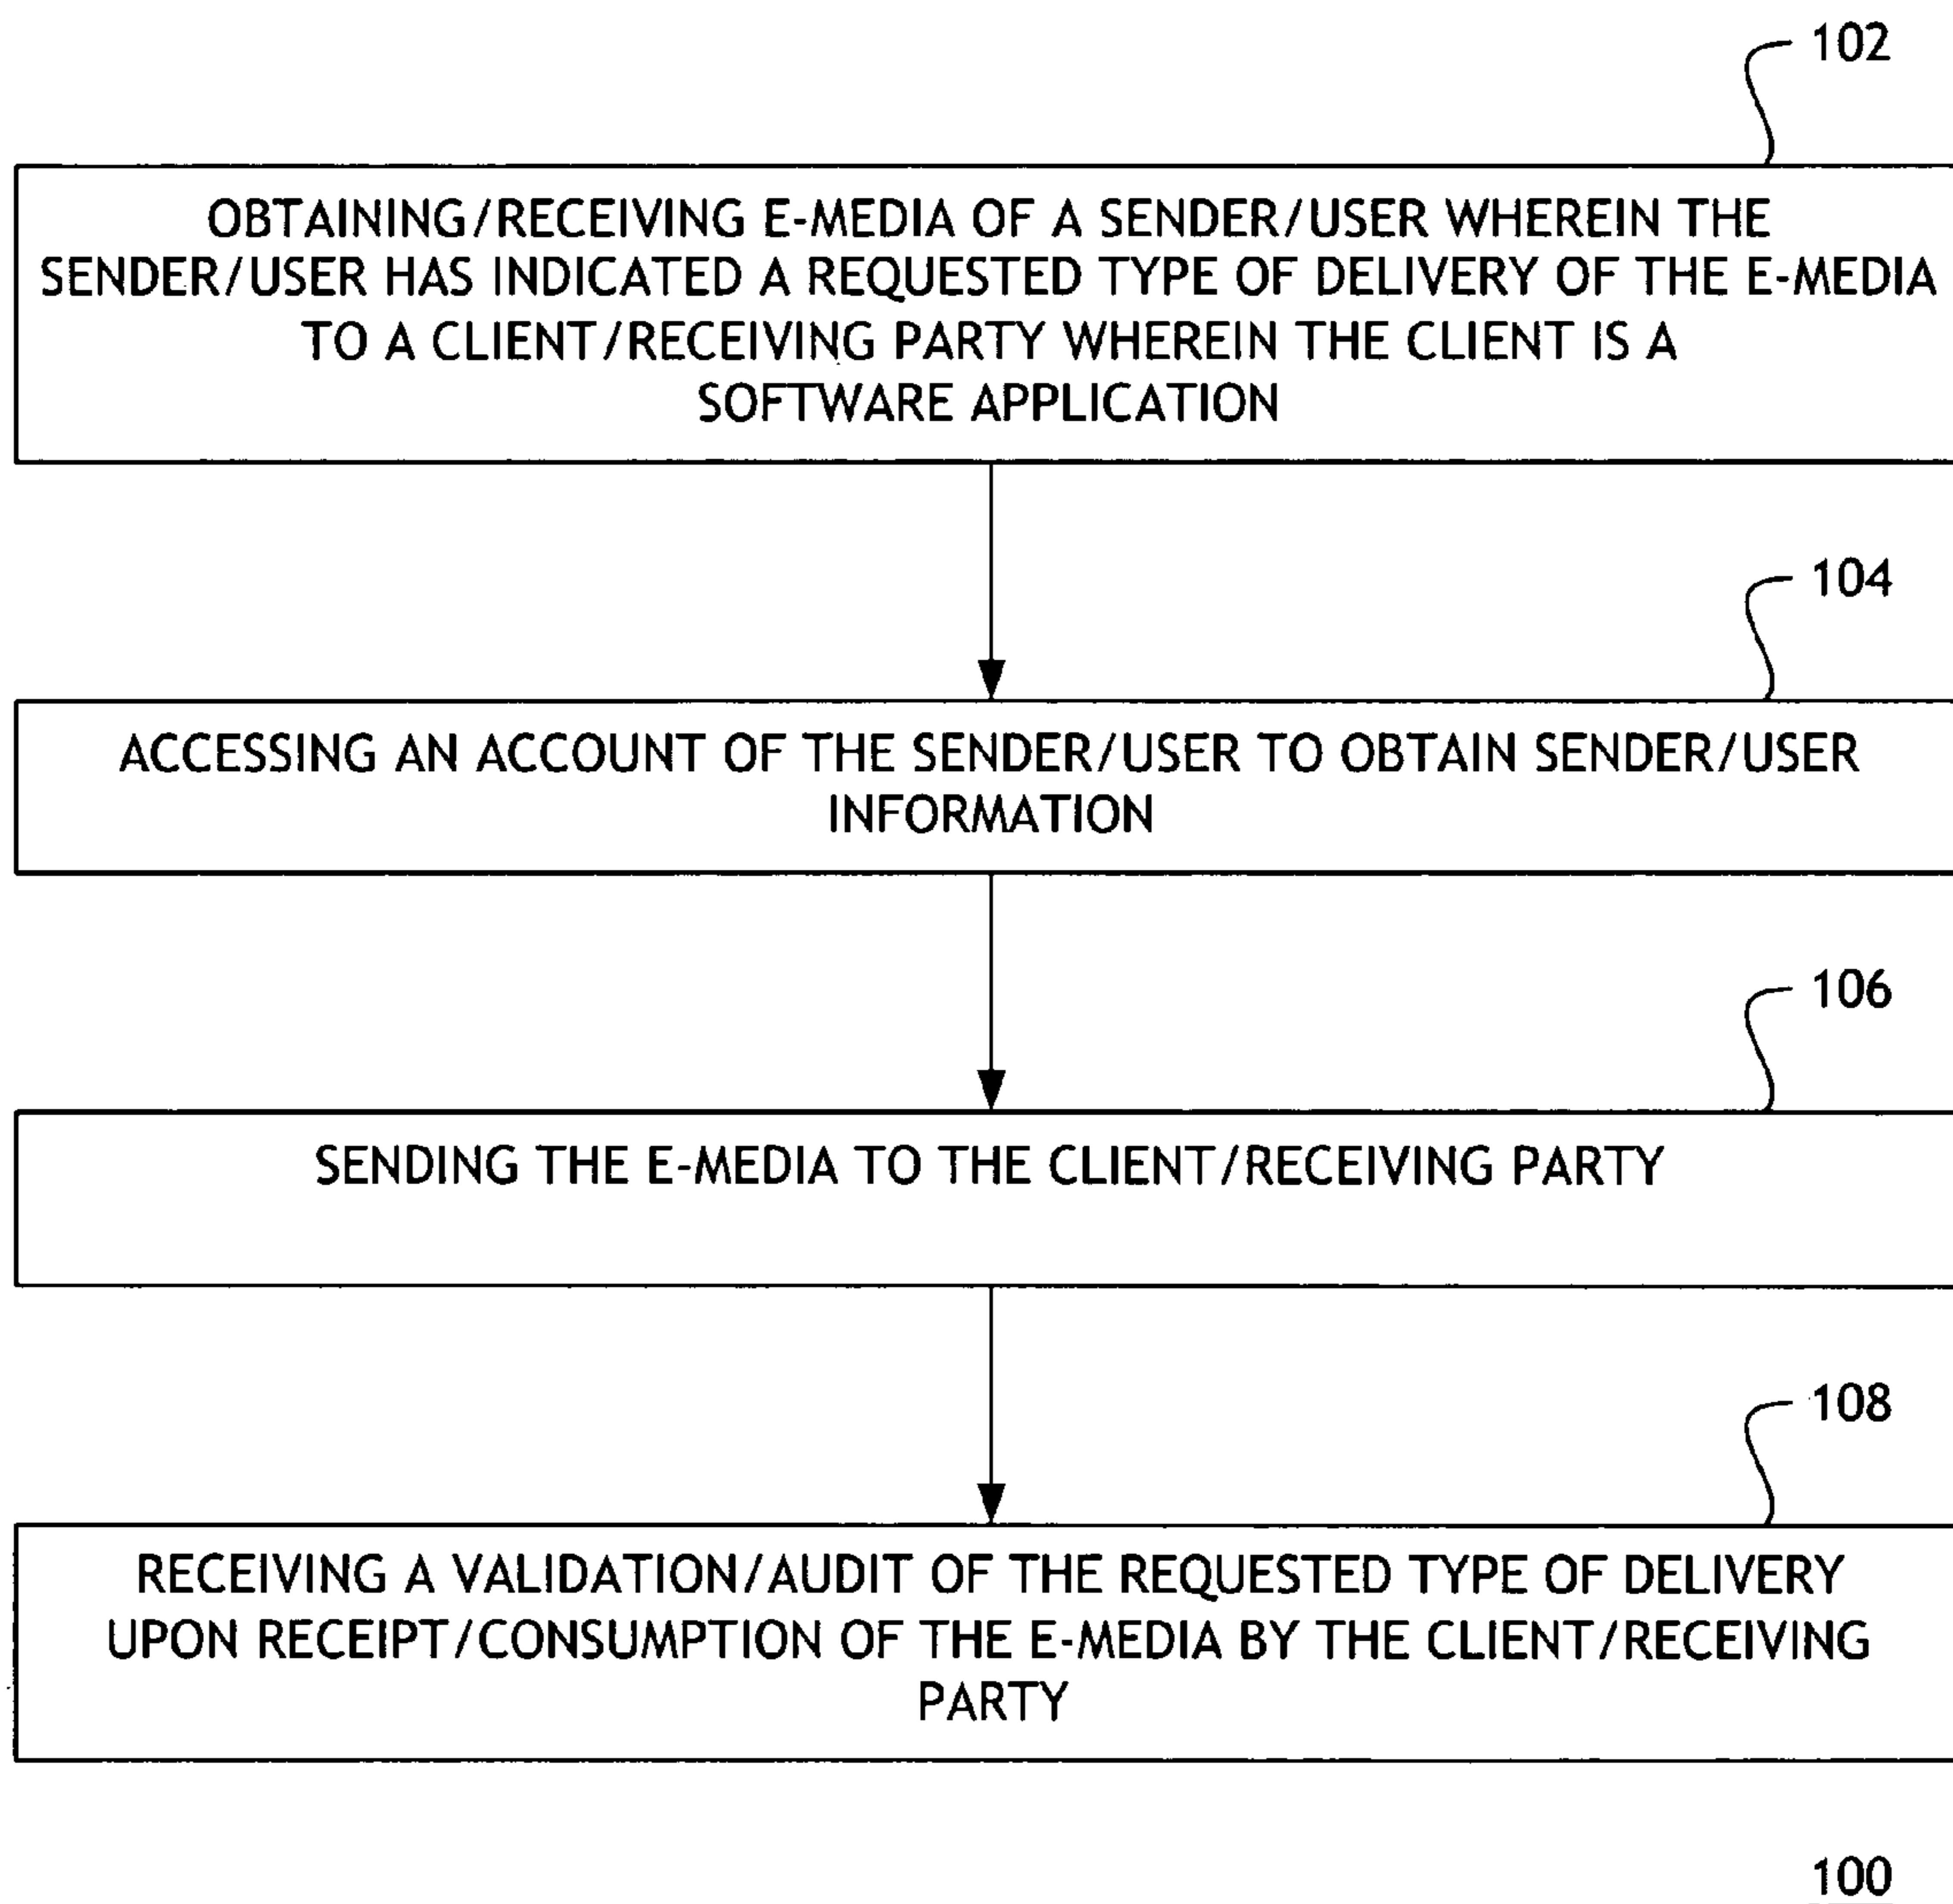 102
OBTAINING/RECEIVING E-MEDIA OF A SENDER/USER WHEREIN THE
SENDER/USER HAS INDICATED A REQUESTED TYPE OF DELIVERY OF THE E-MEDIA
TO A CLIENT/RECEIVING PARTY WHEREIN THE CLIENT IS A
SOFTWARE APPLICATION
104
ACCESSING AN ACCOUNT OF THE SENDER/USER TO OBTAIN SENDER/USER
INFORMATION
106
SENDING THE E-MEDIA TO THE CLIENT/RECEIVING PARTY
108
RECEIVING A VALIDATION/AUDIT OF THE REQUESTED TYPE OF DELIVERY
UPON RECEIPT/CONSUMPTION OF THE E-MEDIA BY THE CLIENT/RECEIVING
PARTY
100